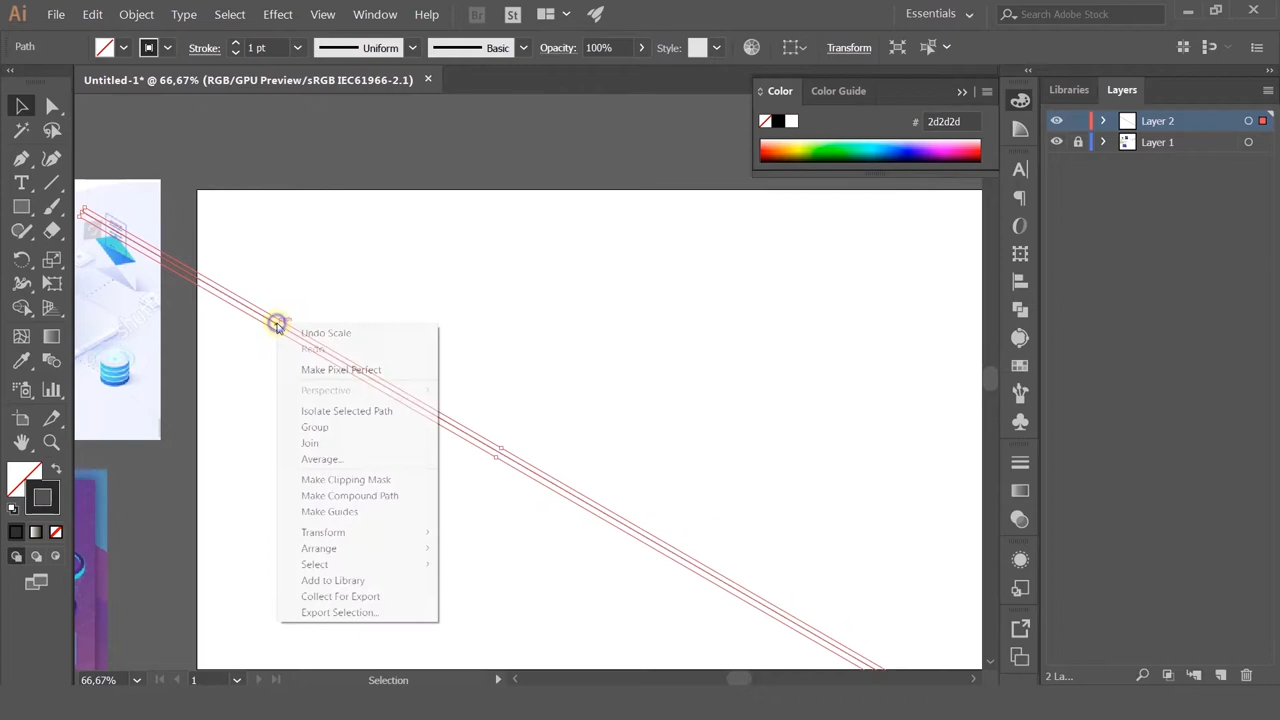 Ai File Edit Object Type Select Effect View Window Help Br St Essentials Search Adobe Stock
Path Stroke: 1 pt Uniform Basic Opacity: 100% Style: Transform
Untitled-1* @ 66,67% (RGB/GPU Preview/sRGB IEC61966-2.1)
Color Color Guide
# 2d2d2d
Libraries Layers
Layer 2
Layer 1
Undo Scale
Redo
Make Pixel Perfect
Perspective
Isolate Selected Path
Group
Join
Average...
Make Clipping Mask
Make Compound Path
Make Guides
Transform
Arrange
Select
Add to Library
Collect For Export
Export Selection...
66,67% 1 Selection
2 La...